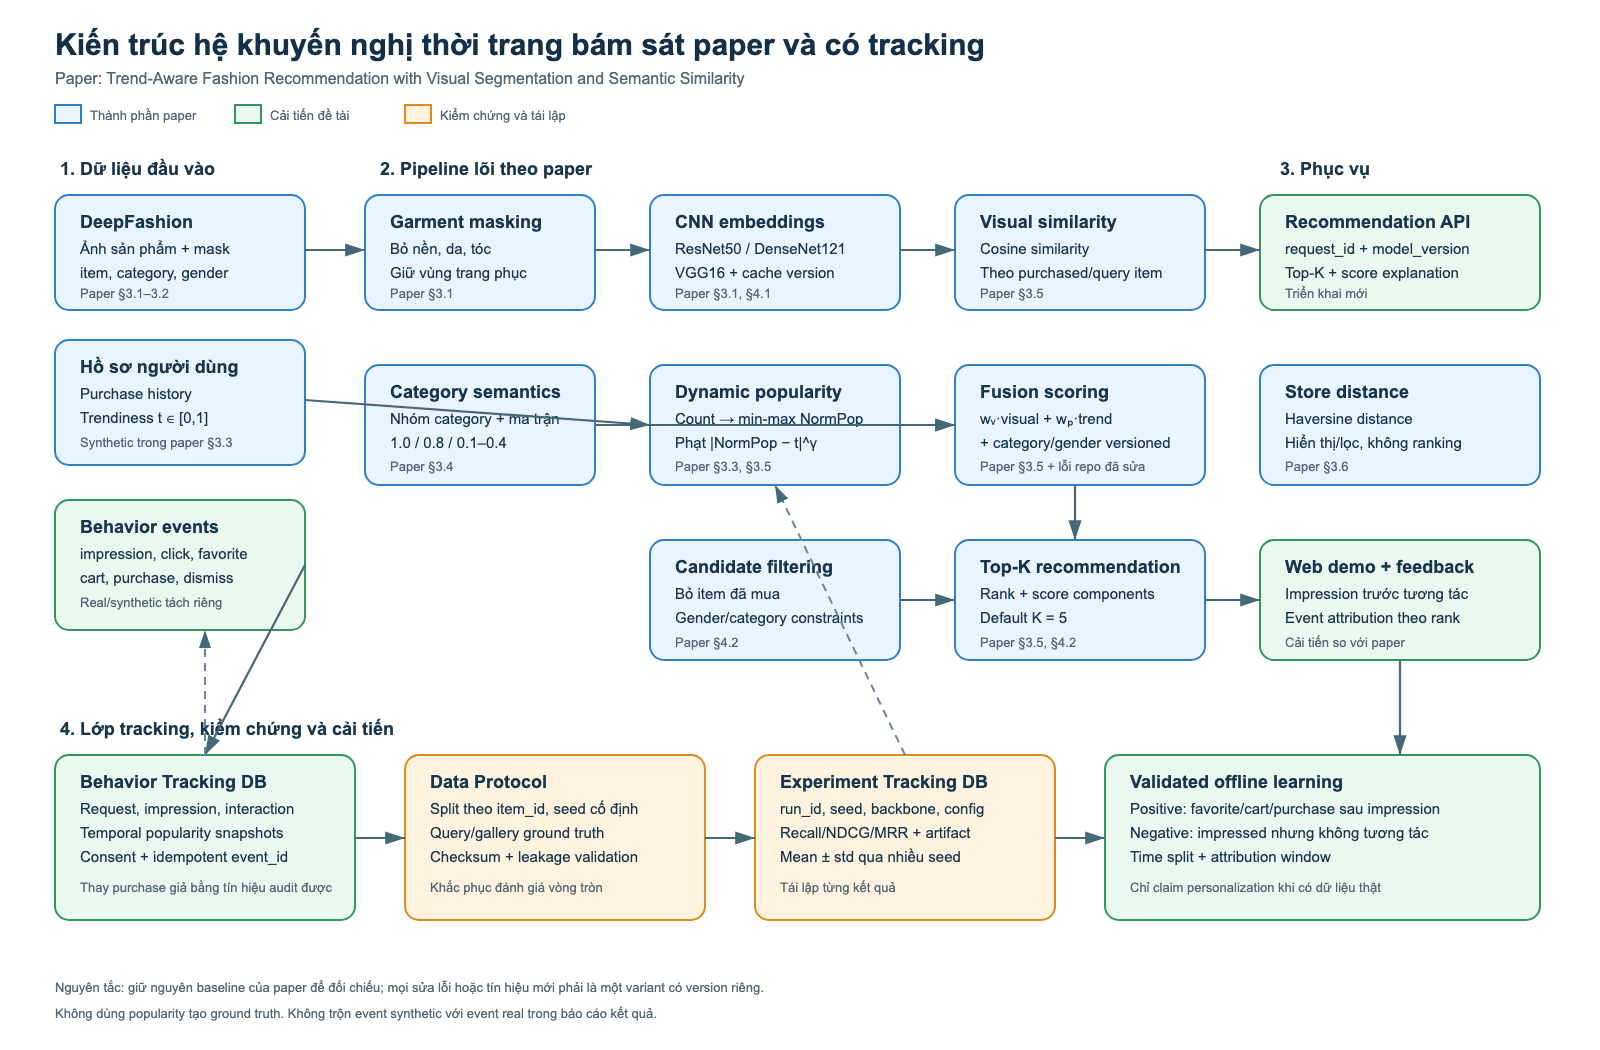 Kiến trúc hệ khuyến nghị thời trang bám sát paper và có tracking
Paper: Trend-Aware Fashion Recommendation with Visual Segmentation and Semantic Similarity
Thành phần paper
Cải tiến đề tài
Kiểm chứng và tái lập
1. Dữ liệu đầu vào
2. Pipeline lõi theo paper
3. Phục vụ
DeepFashion
Ảnh sản phẩm + mask
item, category, gender
Paper §3.1–3.2
Garment masking
Bỏ nền, da, tóc
Giữ vùng trang phục
Paper §3.1
CNN embeddings
ResNet50 / DenseNet121
VGG16 + cache version
Paper §3.1, §4.1
Visual similarity
Cosine similarity
Theo purchased/query item
Paper §3.5
Recommendation API
request_id + model_version
Top-K + score explanation
Triển khai mới
Hồ sơ người dùng
Purchase history
Trendiness t ∈ [0,1]
Synthetic trong paper §3.3
Category semantics
Nhóm category + ma trận
1.0 / 0.8 / 0.1–0.4
Paper §3.4
Dynamic popularity
Count → min-max NormPop
Phạt |NormPop − t|^γ
Paper §3.3, §3.5
Fusion scoring
wᵥ·visual + wₚ·trend
+ category/gender versioned
Paper §3.5 + lỗi repo đã sửa
Store distance
Haversine distance
Hiển thị/lọc, không ranking
Paper §3.6
Behavior events
impression, click, favorite
cart, purchase, dismiss
Real/synthetic tách riêng
Candidate filtering
Bỏ item đã mua
Gender/category constraints
Paper §4.2
Top-K recommendation
Rank + score components
Default K = 5
Paper §3.5, §4.2
Web demo + feedback
Impression trước tương tác
Event attribution theo rank
Cải tiến so với paper
4. Lớp tracking, kiểm chứng và cải tiến
Behavior Tracking DB
Request, impression, interaction
Temporal popularity snapshots
Consent + idempotent event_id
Thay purchase giả bằng tín hiệu audit được
Data Protocol
Split theo item_id, seed cố định
Query/gallery ground truth
Checksum + leakage validation
Khắc phục đánh giá vòng tròn
Experiment Tracking DB
run_id, seed, backbone, config
Recall/NDCG/MRR + artifact
Mean ± std qua nhiều seed
Tái lập từng kết quả
Validated offline learning
Positive: favorite/cart/purchase sau impression
Negative: impressed nhưng không tương tác
Time split + attribution window
Chỉ claim personalization khi có dữ liệu thật
Nguyên tắc: giữ nguyên baseline của paper để đối chiếu; mọi sửa lỗi hoặc tín hiệu mới phải là một variant có version riêng.
Không dùng popularity tạo ground truth. Không trộn event synthetic với event real trong báo cáo kết quả.